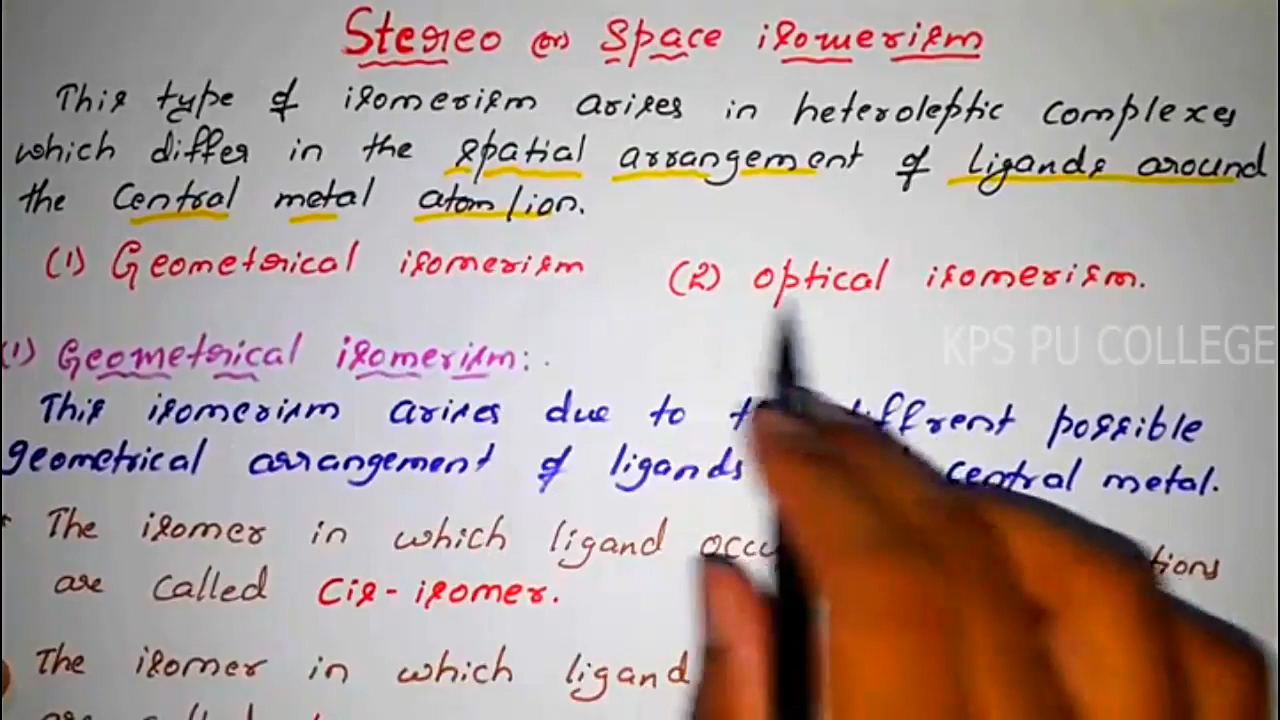 Stereo (or) Space isomerism
This type of isomerism arises in heteroleptic complexes
which differ in the spatial arrangement of ligands around
the central metal atom/ion.
(1) Geometrical isomerism (2) optical isomerism.
KPS PU COLLEGE
(1) Geometrical isomerism:-
This isomerism arises due to diffrent possible
geometrical arrangement of ligands central metal.
* The isomer in which ligand
are called Cis-isomer.
The isomer in which ligand